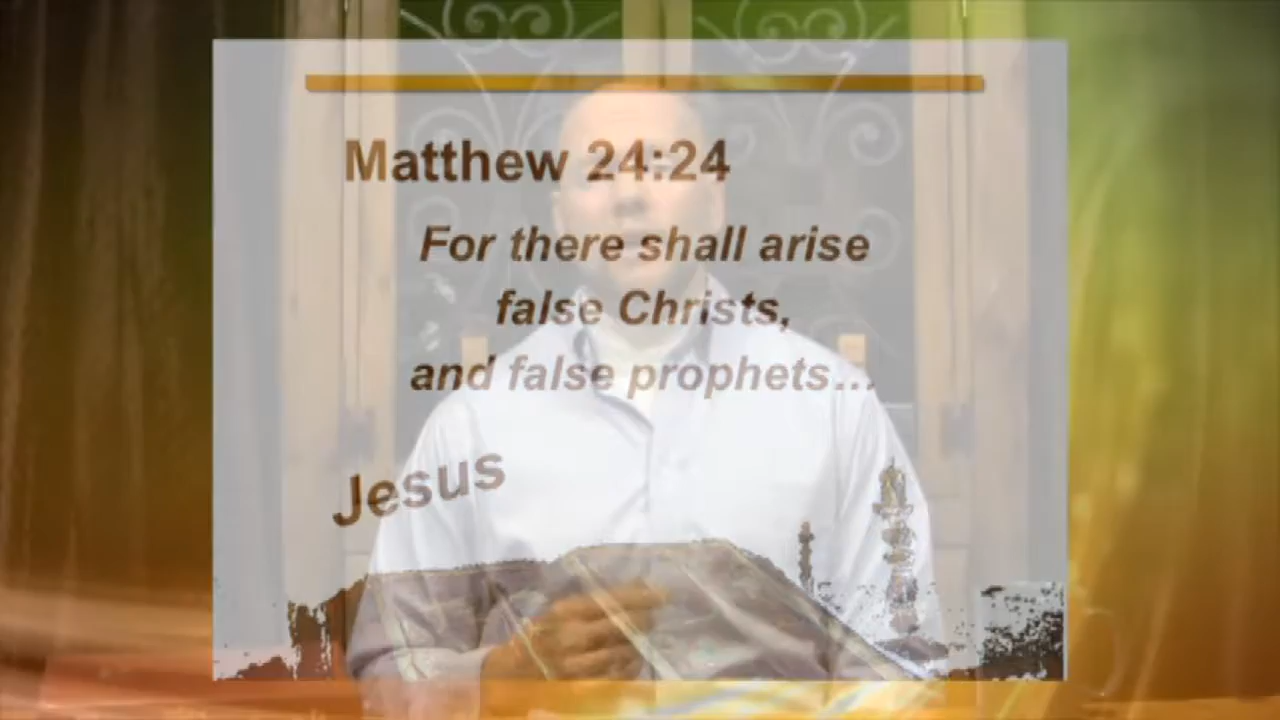 Matthew 24:24
For there shall arise
false Christs,
and false prophets...
Jesus